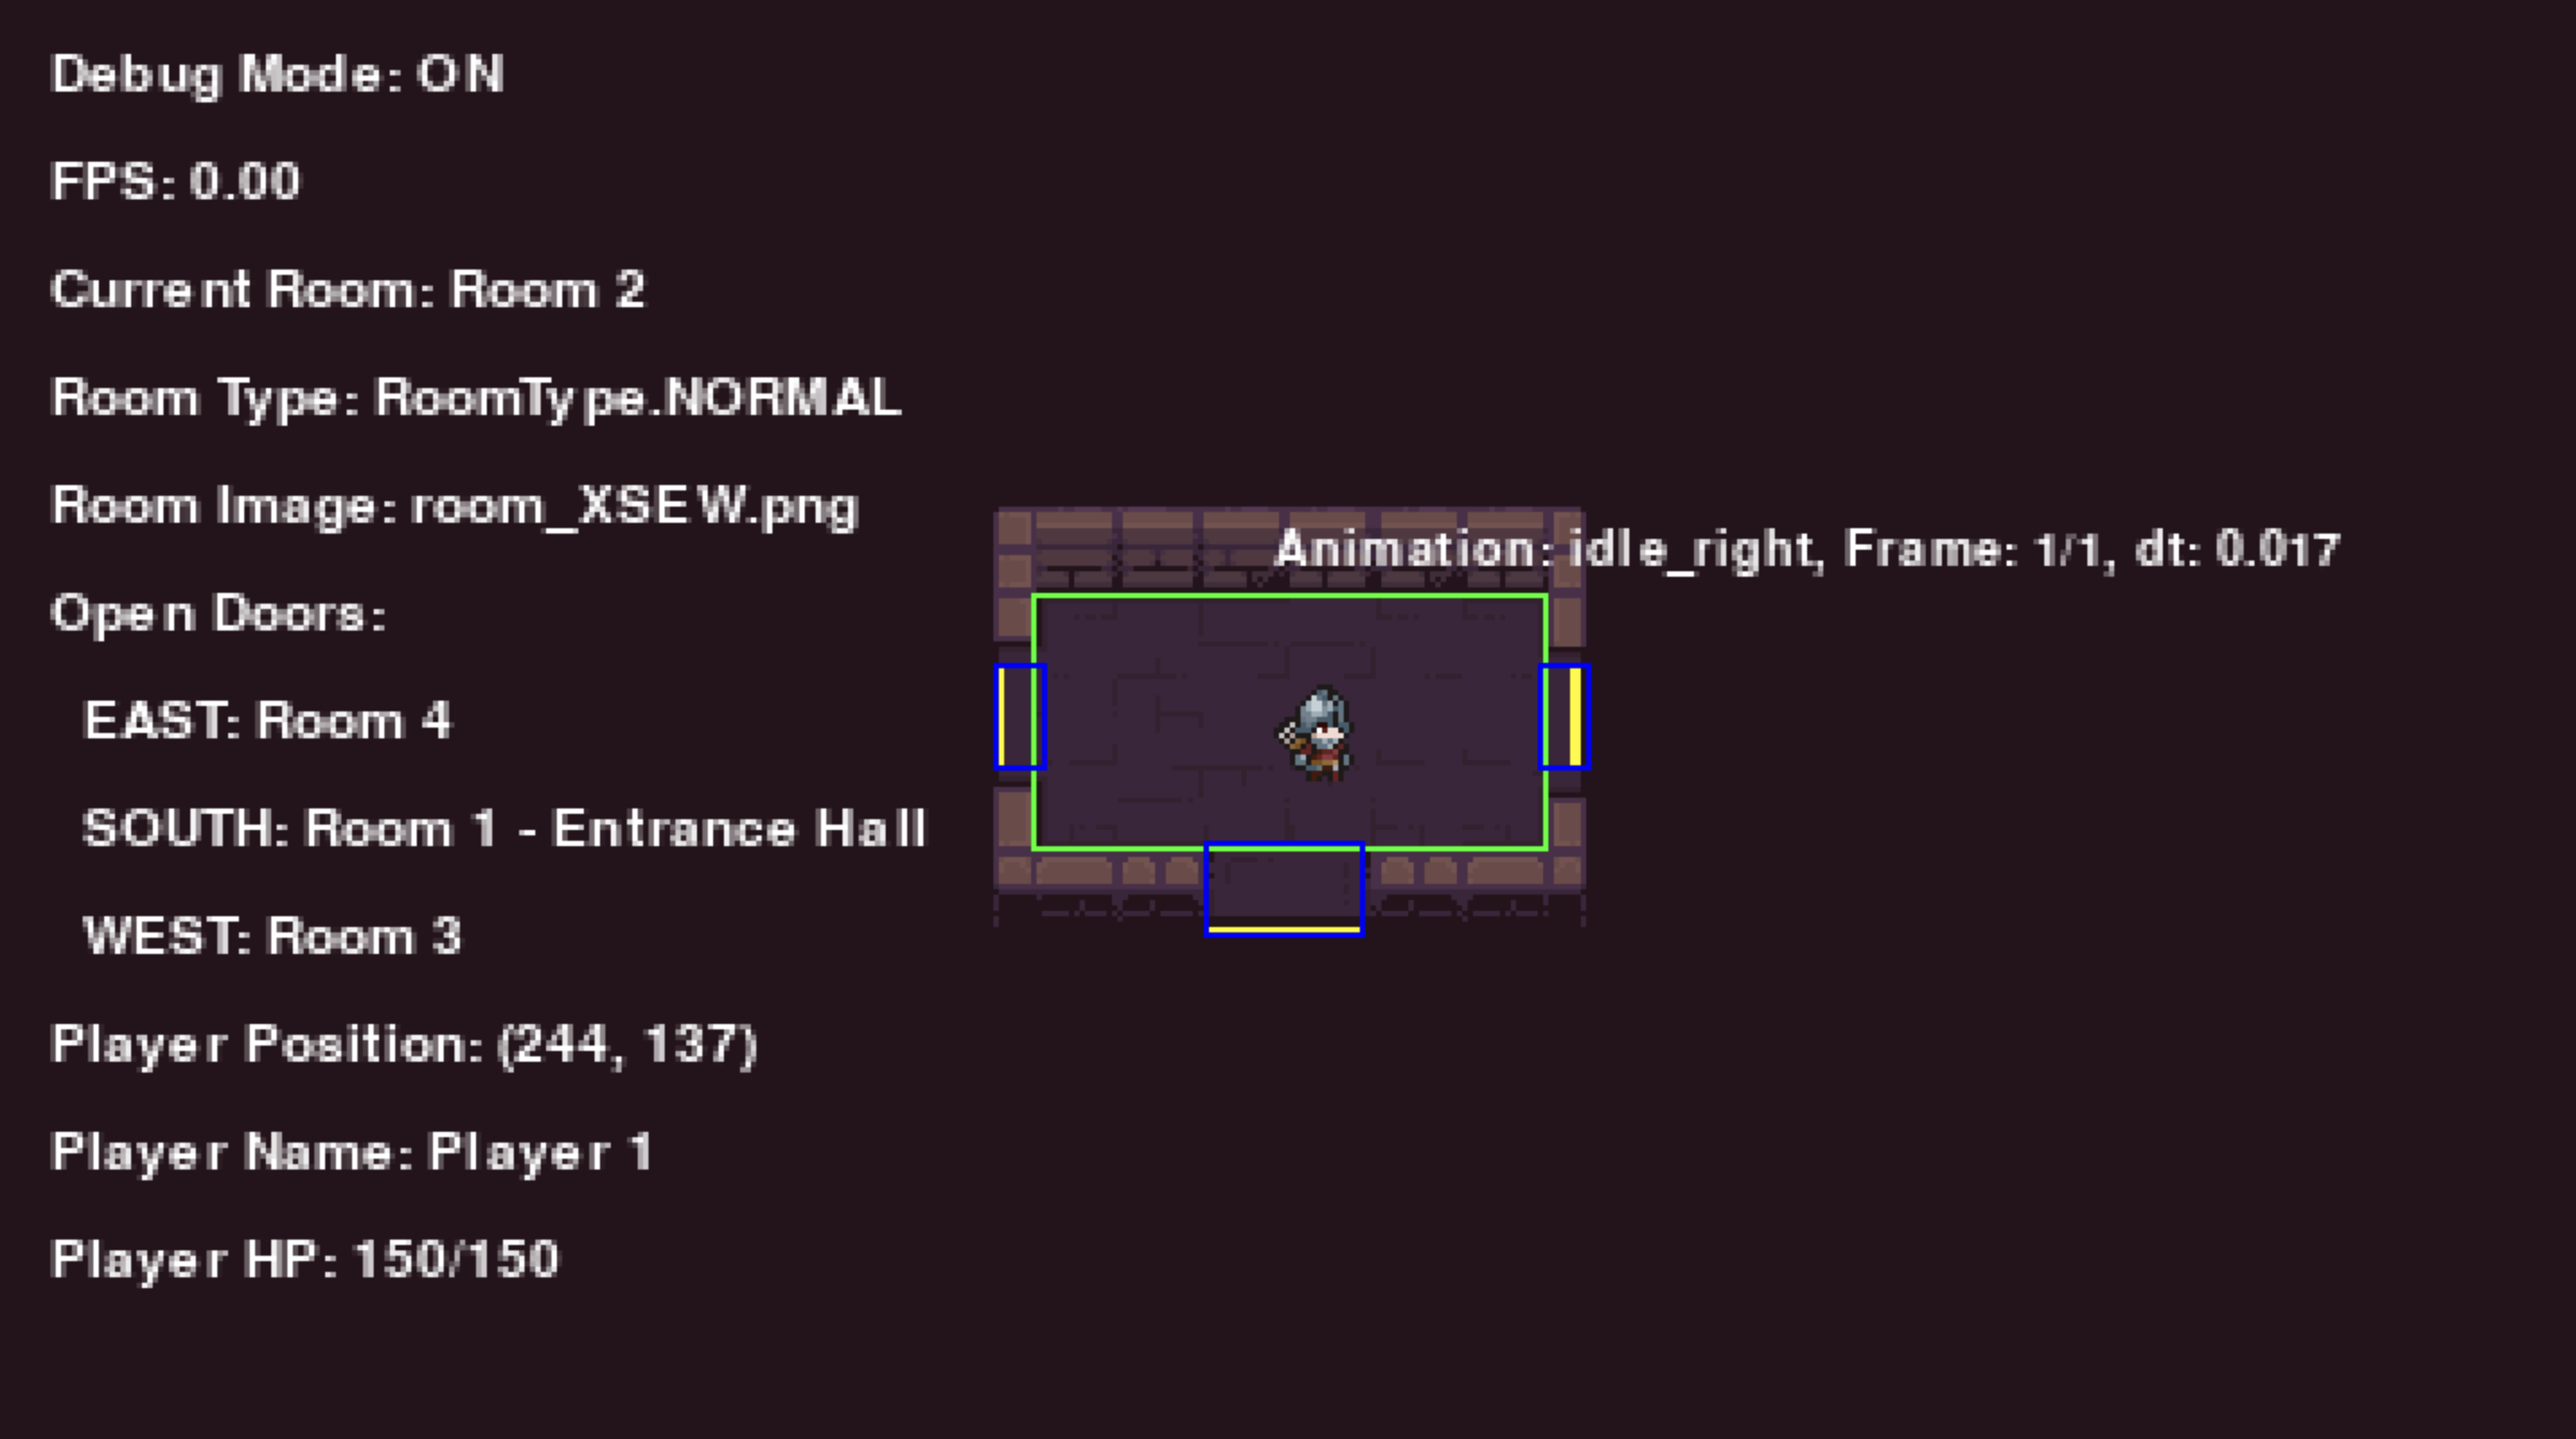 Debug Mode: ON
FPS: 0.00
Current Room: Room 2
Room Type: RoomType.NORMAL
Room Image: room_XSEW.png
Animation: idle_right, Frame: 1/1, dt: 0.017
Open Doors:
EAST: Room 4
SOUTH: Room 1 - Entrance Hall
WEST: Room 3
Player Position: (244, 137)
Player Name: Player 1
Player HP: 150/150